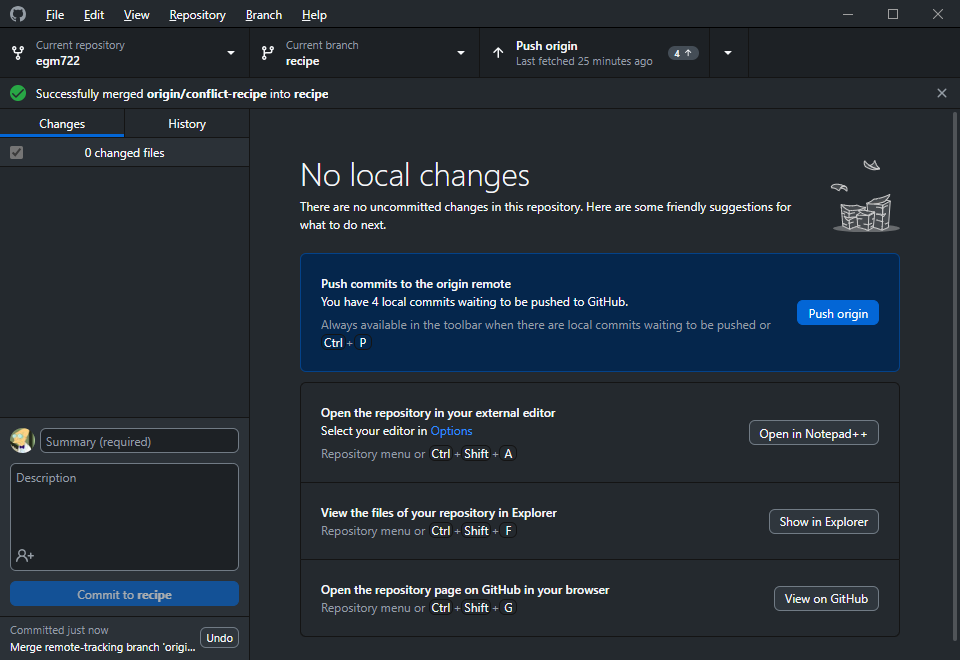 File Edit View Repository Branch Help
Current repository
egm722
Current branch
recipe
Push origin
Last fetched 25 minutes ago
4
Successfully merged origin/conflict-recipe into recipe
Changes History
0 changed files
No local changes
There are no uncommitted changes in this repository. Here are some friendly suggestions for
what to do next.
Push commits to the origin remote
You have 4 local commits waiting to be pushed to GitHub.
Always available in the toolbar when there are local commits waiting to be pushed or
Ctrl + P
Push origin
Open the repository in your external editor
Select your editor in Options
Repository menu or Ctrl + Shift + A
Open in Notepad++
View the files of your repository in Explorer
Repository menu or Ctrl + Shift + F
Show in Explorer
Open the repository page on GitHub in your browser
Repository menu or Ctrl + Shift + G
View on GitHub
Summary (required)
Description
Commit to recipe
Committed just now
Merge remote-tracking branch 'origi...
Undo